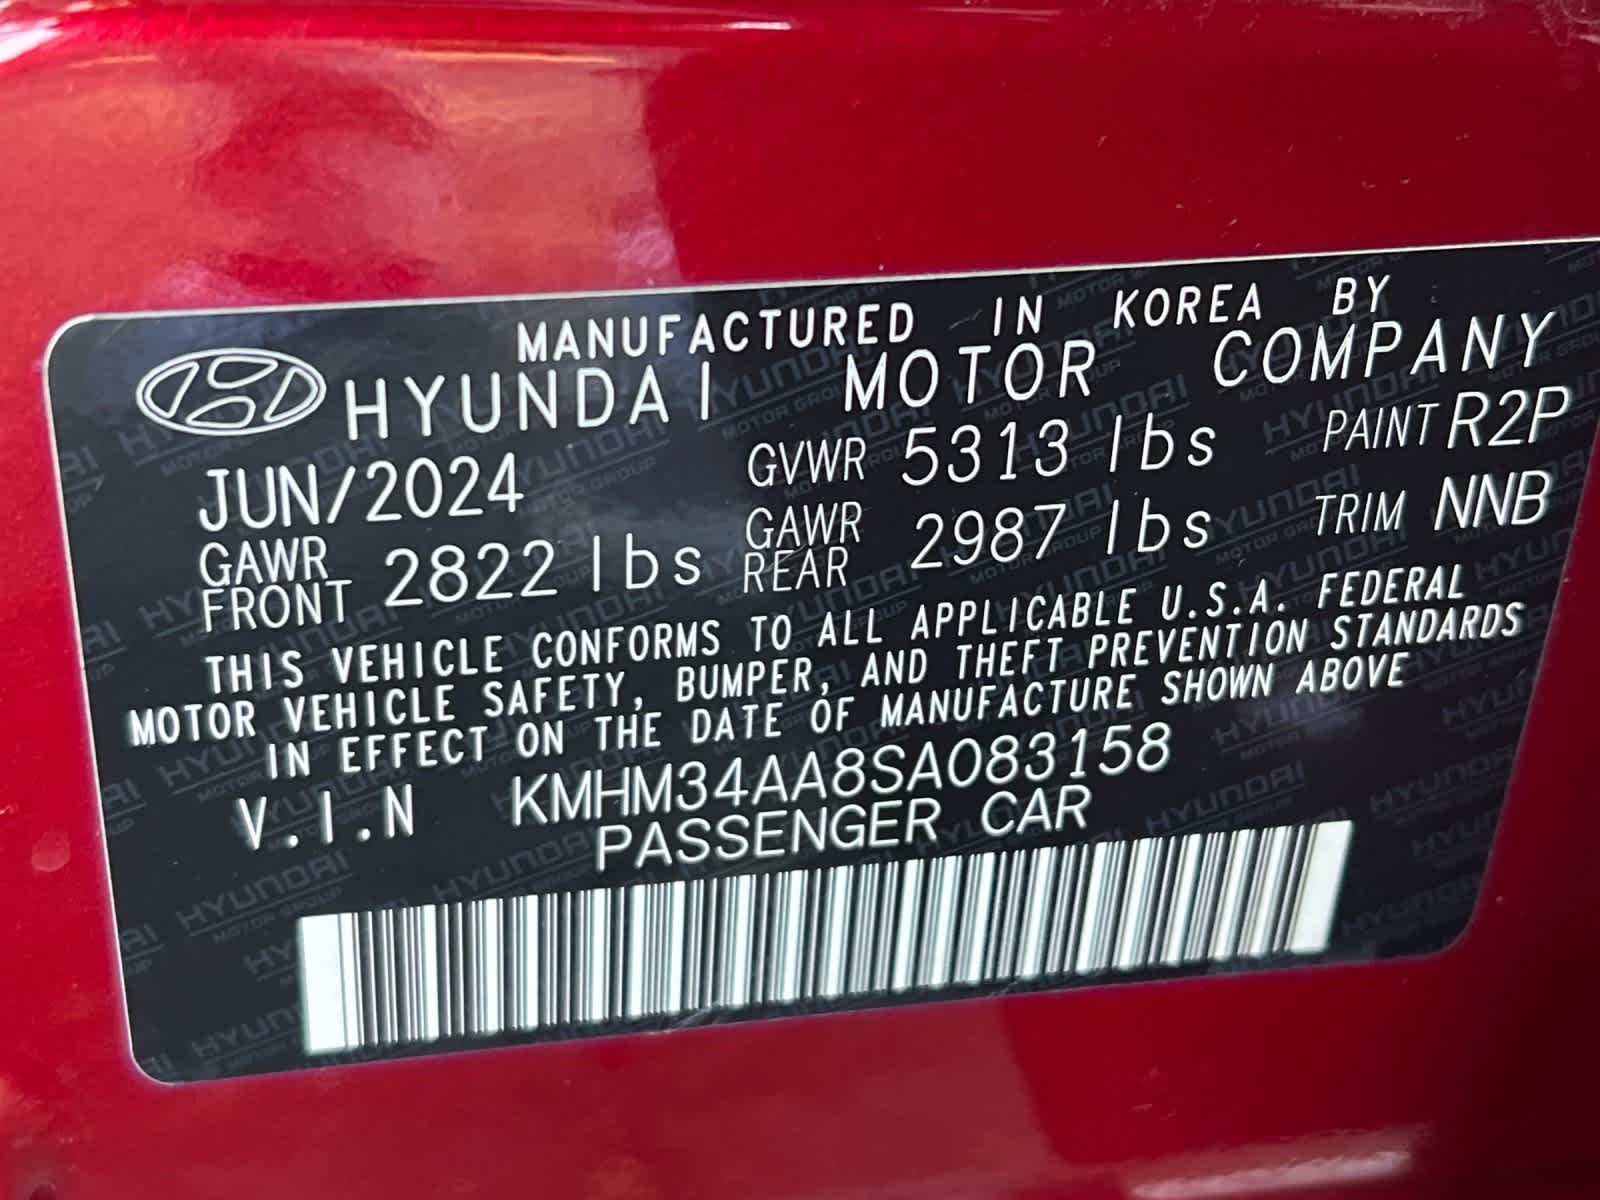 MANUFACTURED IN KOREA BY
HYUNDAI MOTOR COMPANY
JUN/2024 GVWR 5313 lbs PAINT R2P
GAWR FRONT 2822 lbs GAWR REAR 2987 lbs TRIM NNB
THIS VEHICLE CONFORMS TO ALL APPLICABLE U.S.A. FEDERAL
MOTOR VEHICLE SAFETY, BUMPER, AND THEFT PREVENTION STANDARDS
IN EFFECT ON THE DATE OF MANUFACTURE SHOWN ABOVE
V.I.N KMHM34AA8SA083158
PASSENGER CAR